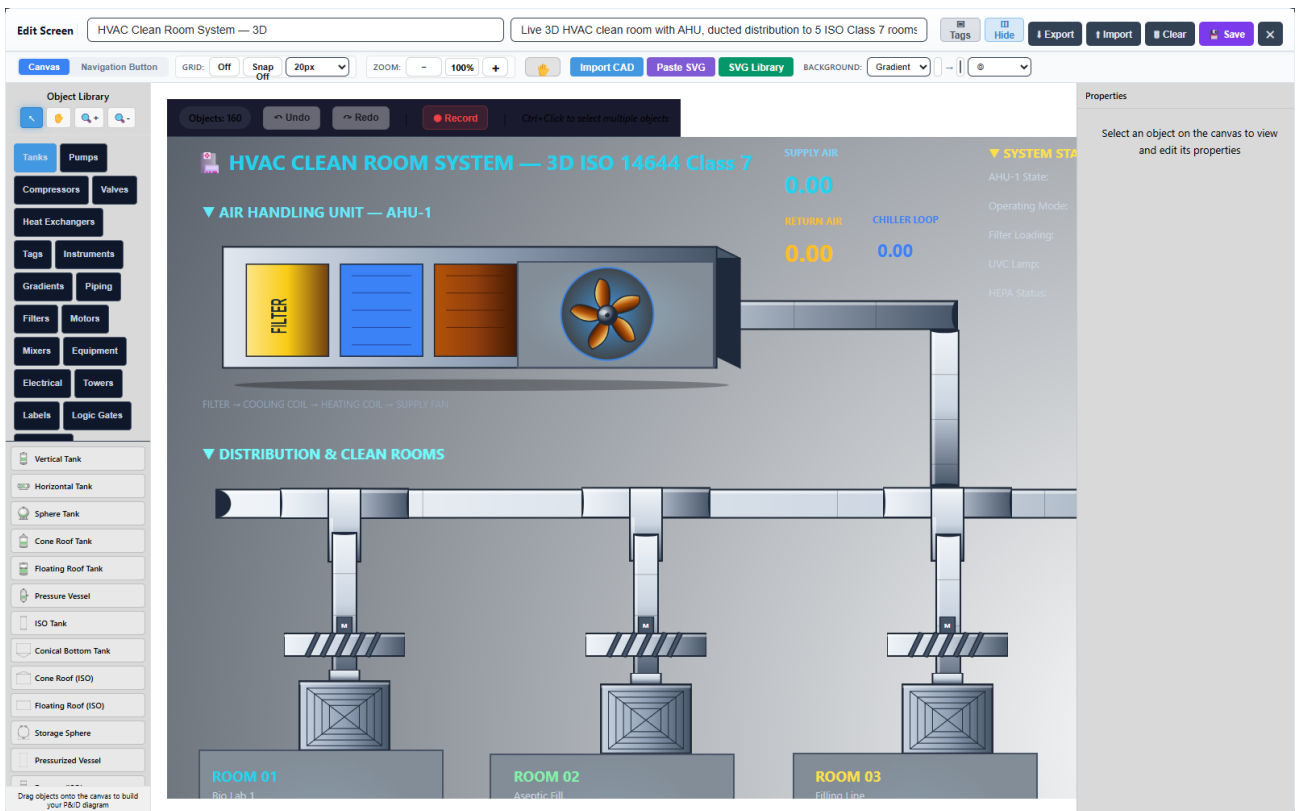 Edit Screen
HVAC Clean Room System — 3D
Live 3D HVAC clean room with AHU, ducted distribution to 5 ISO Class 7 rooms
Tags
Hide
Export
Import
Clear
Save
Canvas
Navigation Button
GRID:
Off
Snap Off
20px
ZOOM:
-
100%
+
Import CAD
Paste SVG
SVG Library
BACKGROUND:
Gradient
→
Object Library
Tanks
Pumps
Compressors
Valves
Heat Exchangers
Tags
Instruments
Gradients
Piping
Filters
Motors
Mixers
Equipment
Electrical
Towers
Labels
Logic Gates
Vertical Tank
Horizontal Tank
Sphere Tank
Cone Roof Tank
Floating Roof Tank
Pressure Vessel
ISO Tank
Conical Bottom Tank
Cone Roof (ISO)
Floating Roof (ISO)
Storage Sphere
Pressurized Vessel
Drag objects onto the canvas to build
your P&ID diagram
Objects: 160
Undo
Redo
Record
Ctrl+Click to select multiple objects
HVAC CLEAN ROOM SYSTEM — 3D ISO 14644 Class 7
▼ AIR HANDLING UNIT — AHU-1
SUPPLY AIR
0.00
RETURN AIR
0.00
CHILLER LOOP
0.00
▼ SYSTEM STA
AHU-1 State:
Operating Mode:
Filter Loading:
UVC Lamp:
HEPA Status:
FILTER
FILTER → COOLING COIL → HEATING COIL → SUPPLY FAN
▼ DISTRIBUTION & CLEAN ROOMS
M
M
M
ROOM 01
Bio Lab 1
ROOM 02
Aseptic Fill
ROOM 03
Filling Line
Properties
Select an object on the canvas to view
and edit its properties